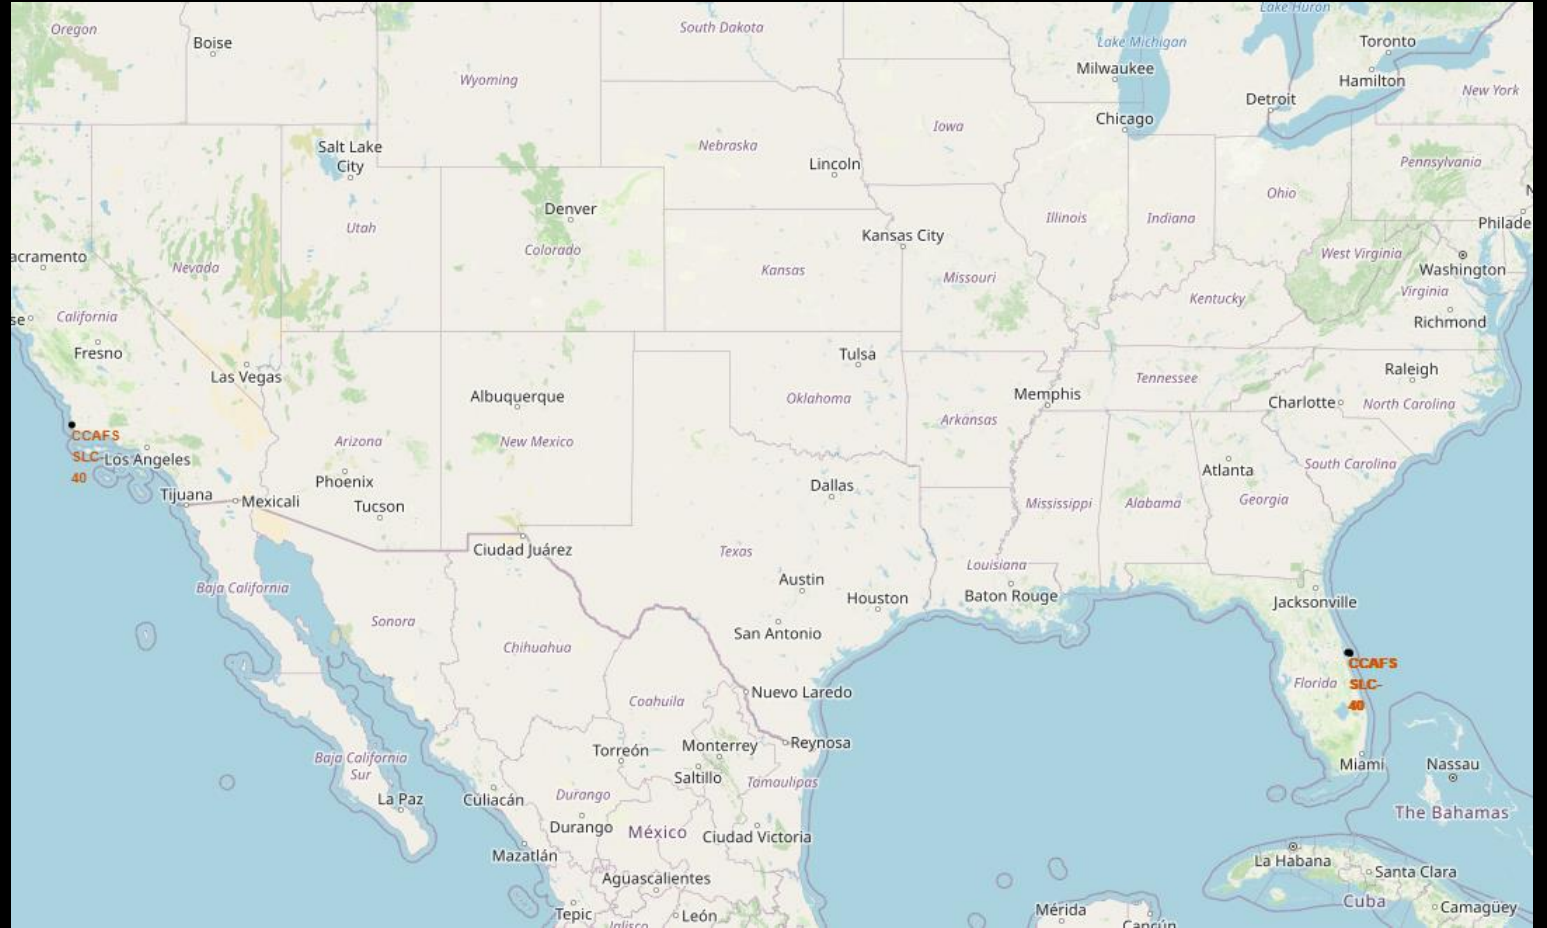 Oregon
Boise
South Dakota
Lake Huron
Lake Michigan
Toronto
Milwaukee
Wyoming
Hamilton
New York
Detroit
Chicago
Iowa
Nebraska
Salt Lake
City
Lincoln
Pennsylvania
Ohio
Denver
Utah
Illinois
Indiana
Philade
Kansas City
Colorado
acramento
Nevada
Kansas
Missouri
West Virginia
Washington
Virginia
Kentucky
California
se
Richmond
Fresno
Las Vegas
Tulsa
Raleigh
Tennessee
Albuquerque
Oklahoma
Memphis
Charlotte
North Carolina
Arkansas
CCAFS
SLC-
40
Los Angeles
Arizona
New Mexico
Atlanta
South Carolina
Phoenix
Dallas
Tijuana
Mexicali
Tucson
Mississippi
Alabama
Georgia
Ciudad Juárez
Texas
Louisiana
Austin
Baja California
Houston
Baton Rouge
Jacksonville
Sonora
San Antonio
Chihuahua
CCAFS
SLC-
40
Florida
Nuevo Laredo
Coahuila
Torreón
Monterrey
Reynosa
Baja California
Sur
Miami
Nassau
Saltillo
Tamaulipas
La Paz
Culiacán
Durango
The Bahamas
Durango
México
Ciudad Victoria
Mazatlán
La Habana
Santa Clara
Aguascalientes
Cuba
Camagüey
Tepic
León
Mérida
Jalisco
Cancún